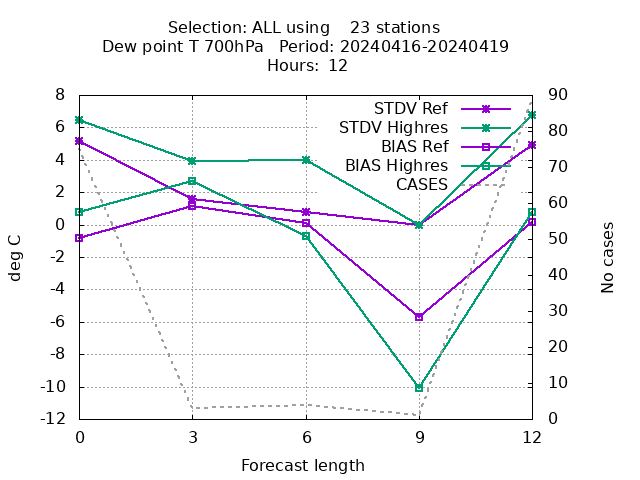 Selection: ALL using    23 stations
Dew point T 700hPa   Period: 20240416-20240419
Hours: 12
8
6
4
2
0
-2
-4
-6
-8
-10
-12
deg C
STDV Ref
STDV Highres
BIAS Ref
BIAS Highres
CASES
90
80
70
60
50
40
30
20
10
0
No cases
0 3 6 9 12
Forecast length